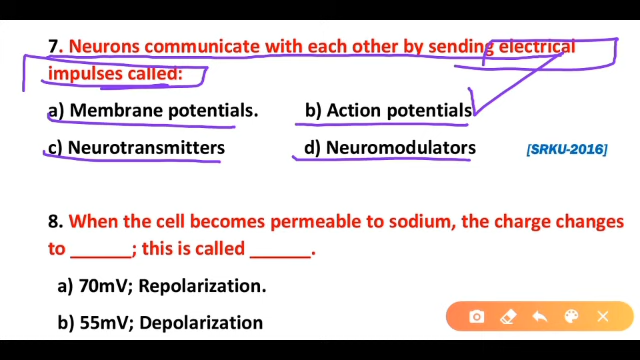 7. Neurons communicate with each other by sending electrical
impulses called:
a) Membrane potentials. b) Action potentials
c) Neurotransmitters d) Neuromodulators [SRKU-2016]
8. When the cell becomes permeable to sodium, the charge changes
to ______; this is called ______.
a) 70mV; Repolarization.
b) 55mV; Depolarization